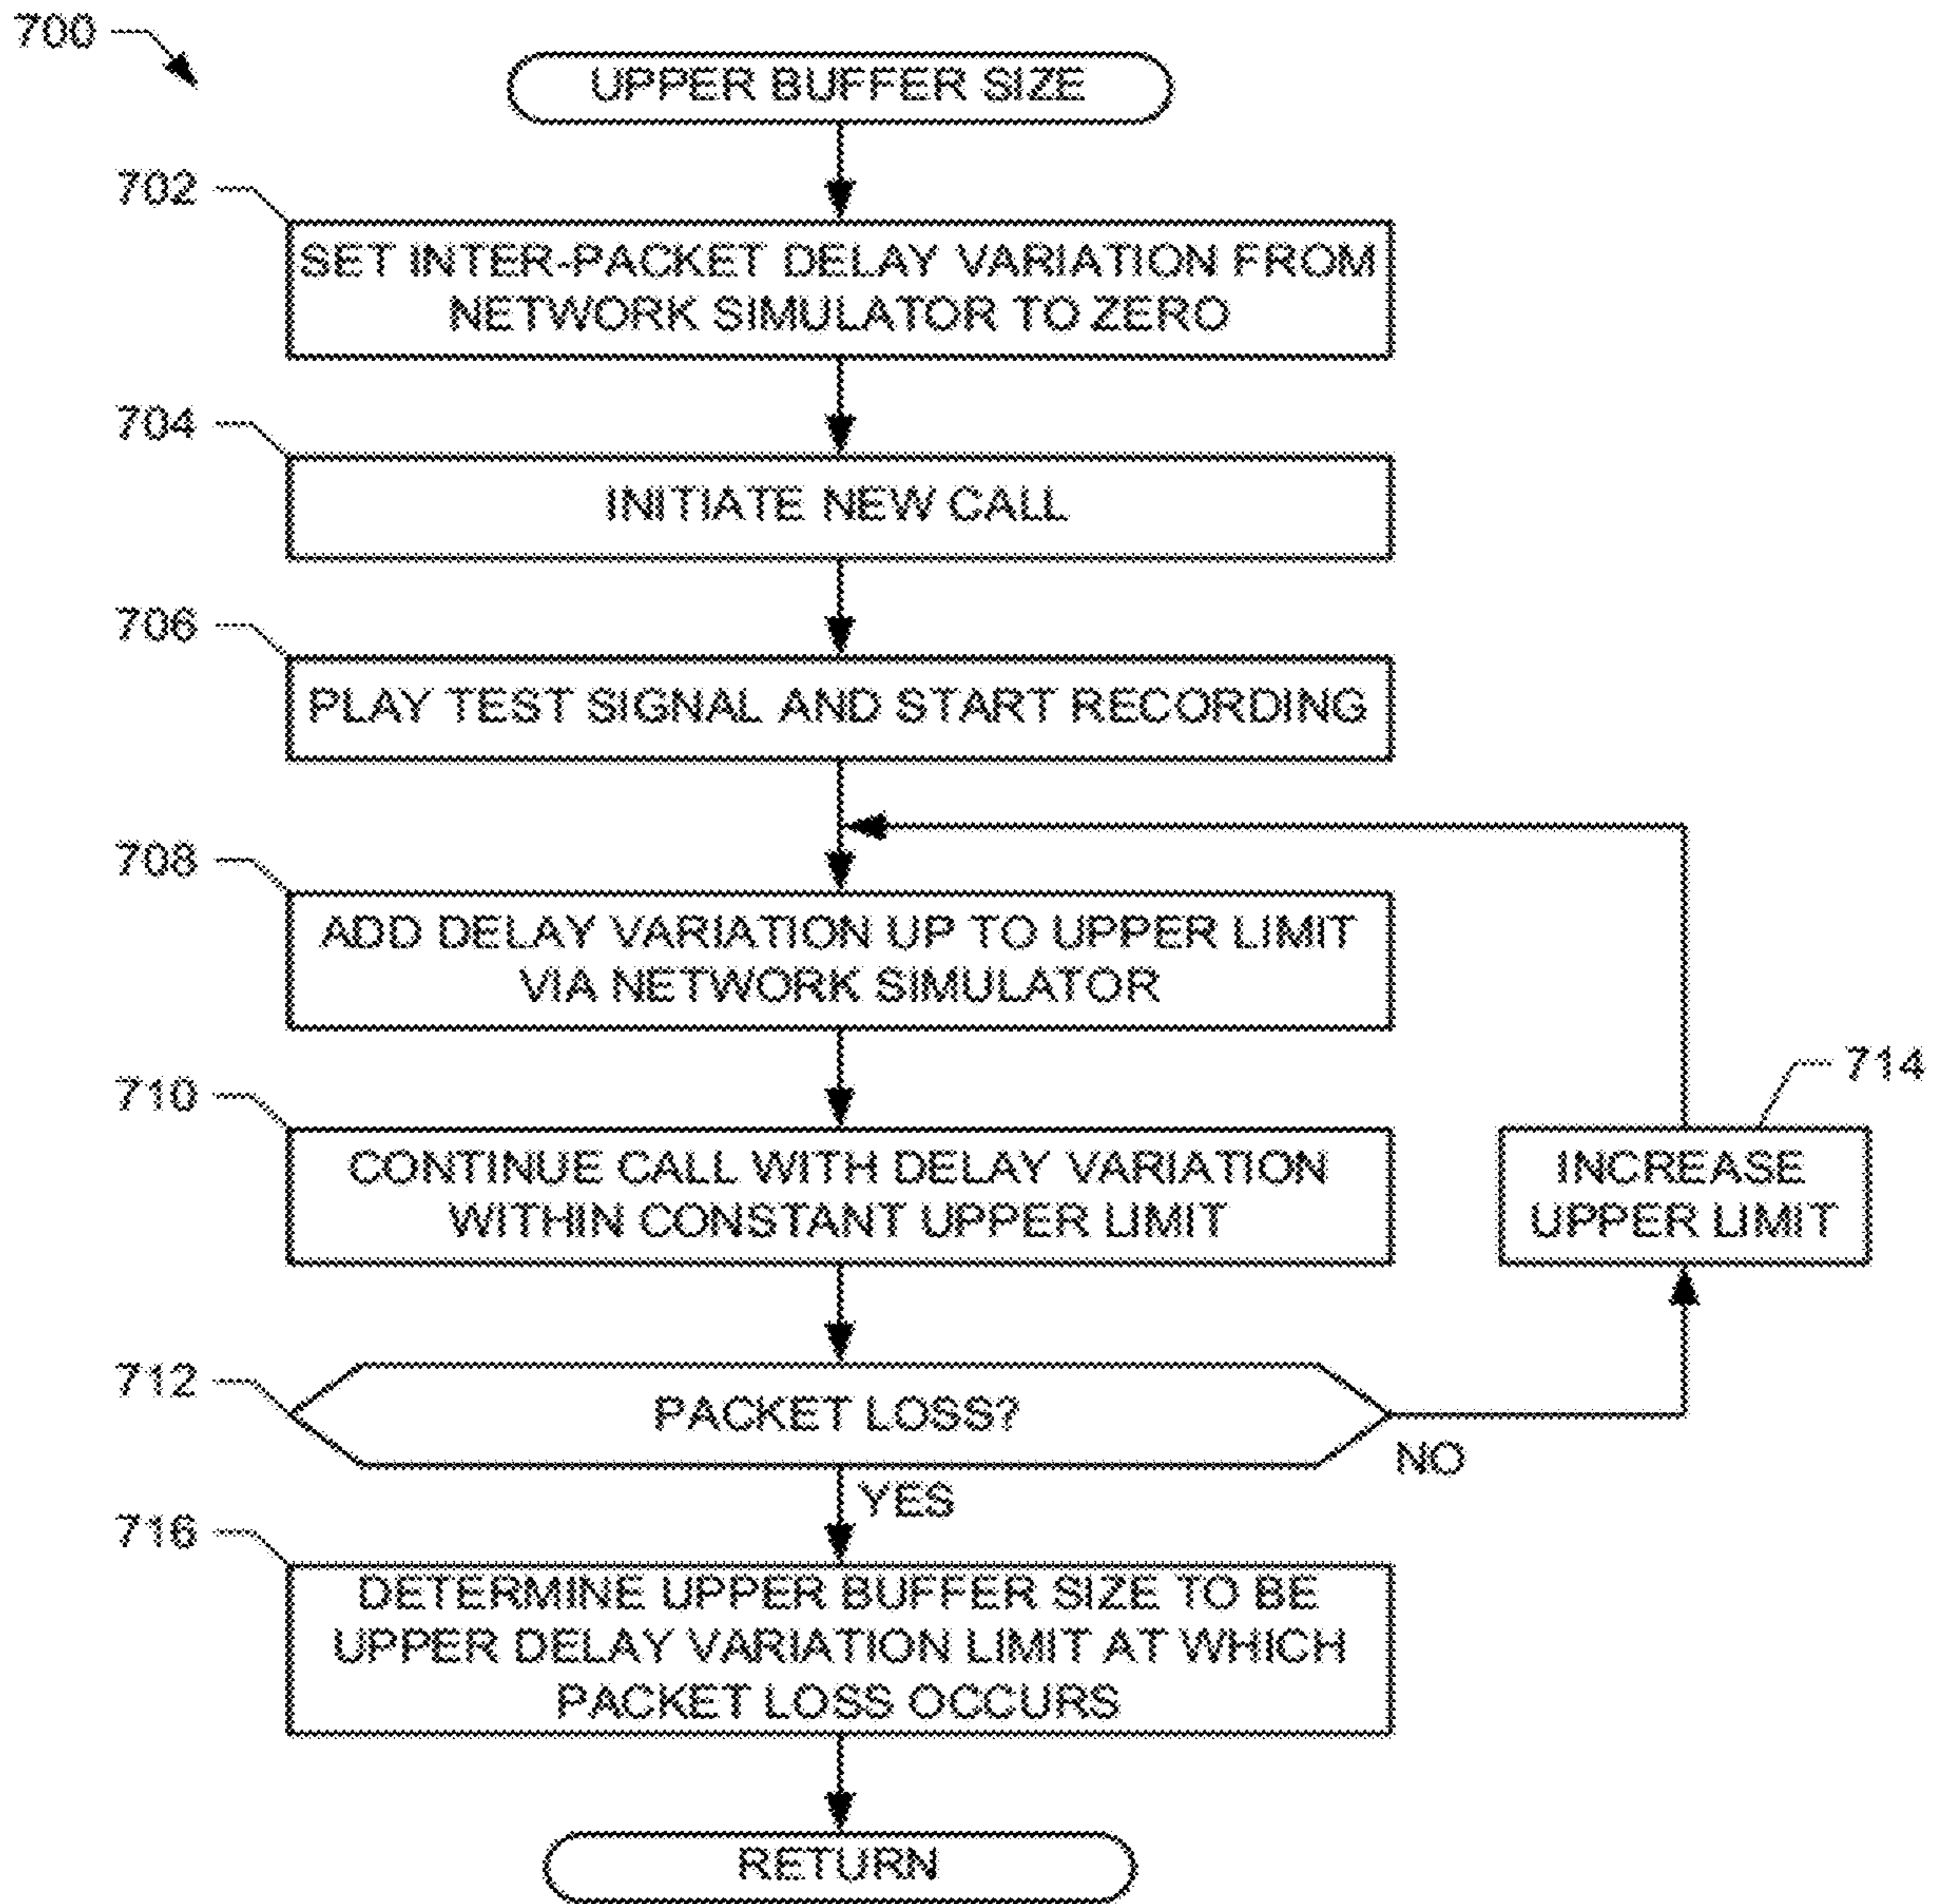 700
UPPER BUFFER SIZE
702
SET INTER-PACKET DELAY VARIATION FROM
NETWORK SIMULATOR TO ZERO
704
INITIATE NEW CALL
706
PLAY TEST SIGNAL AND START RECORDING
708
ADD DELAY VARIATION UP TO UPPER LIMIT
VIA NETWORK SIMULATOR
710
CONTINUE CALL WITH DELAY VARIATION
WITHIN CONSTANT UPPER LIMIT
714
INCREASE
UPPER LIMIT
712
PACKET LOSS?
NO
YES
716
DETERMINE UPPER BUFFER SIZE TO BE
UPPER DELAY VARIATION LIMIT AT WHICH
PACKET LOSS OCCURS
RETURN